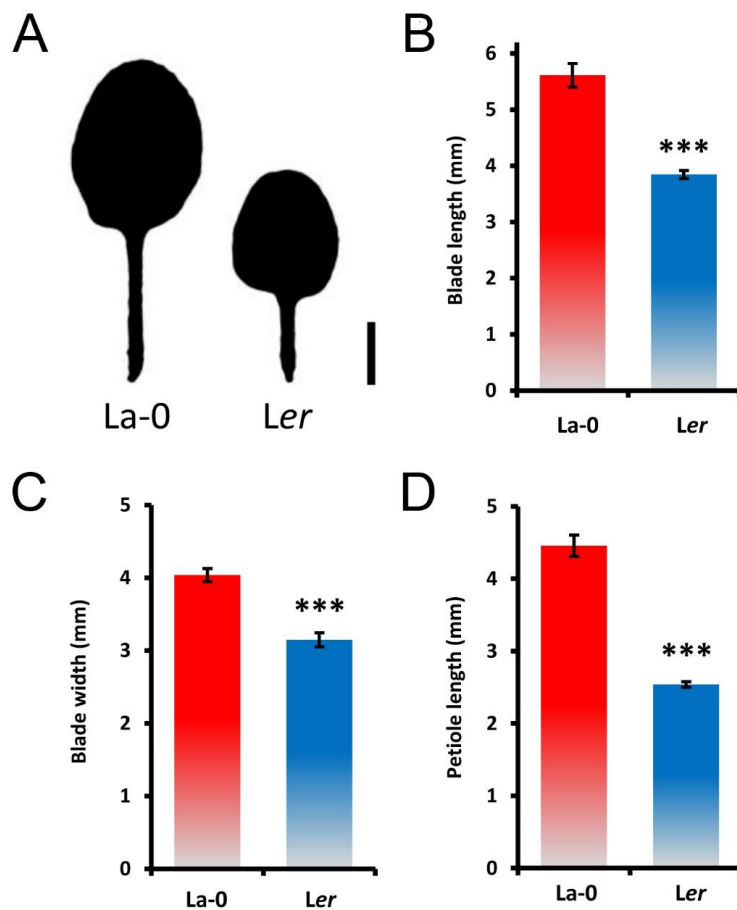 A
La-0 Ler
B
Blade length (mm)
6
5
4
3
2
1
0
***
La-0 Ler
C
Blade width (mm)
5
4
3
2
1
0
***
La-0 Ler
D
Petiole length (mm)
5
4
3
2
1
0
***
La-0 Ler